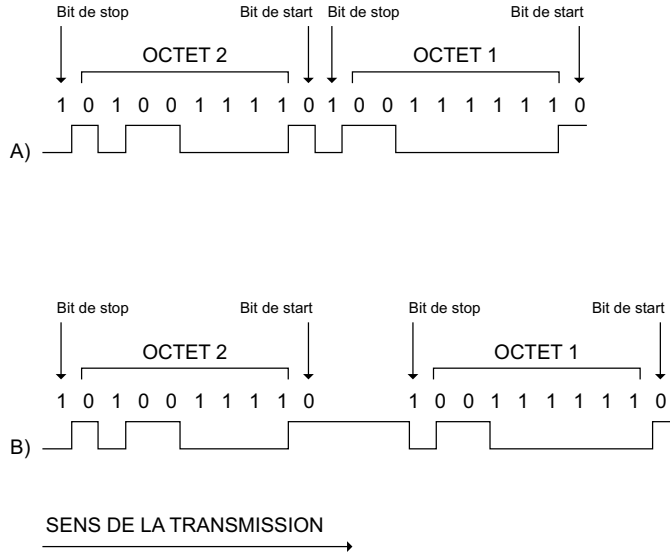 Bit de stop Bit de start Bit de stop Bit de start
OCTET 2 OCTET 1
1 0 1 0 0 1 1 1 1 0 1 0 0 1 1 1 1 1 1 0
A)
Bit de stop Bit de start Bit de stop Bit de start
OCTET 2 OCTET 1
1 0 1 0 0 1 1 1 1 0 1 0 0 1 1 1 1 1 1 0
B)
SENS DE LA TRANSMISSION